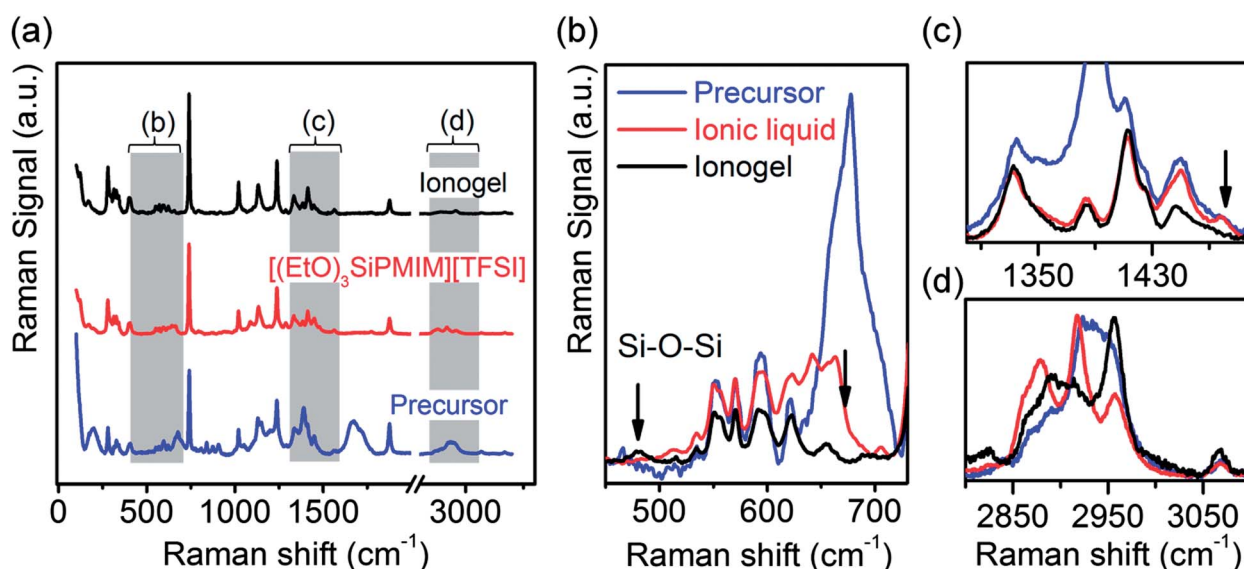 (a)
Raman Signal (a.u.)
(b)
(c)
(d)
Ionogel
[(EtO)3SiPMIM][TFSI]
Precursor
0
500
1000
1500
3000
Raman shift (cm-1)
(b)
Raman Signal (a.u.)
Precursor
Ionic liquid
Ionogel
Si-O-Si
500
600
700
Raman shift (cm-1)
(c)
1350
1430
(d)
2850
2950
3050
Raman shift (cm-1)